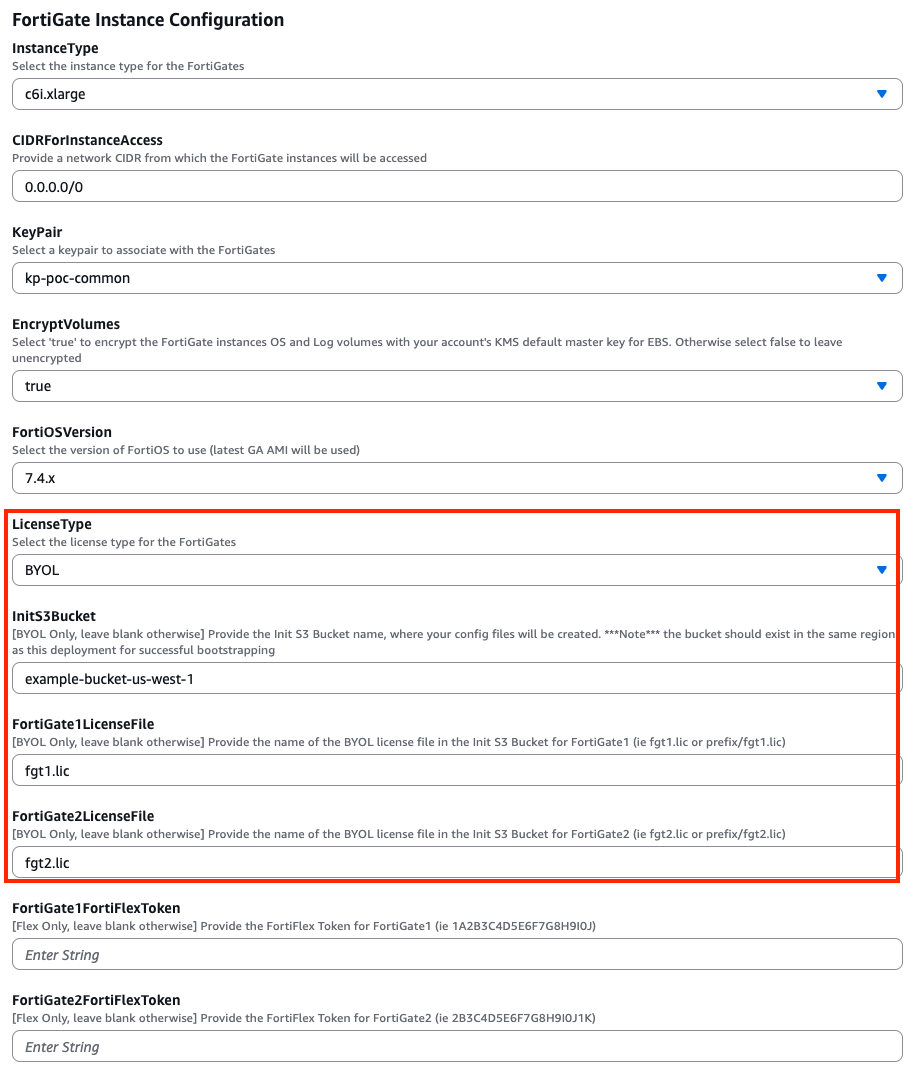 FortiGate Instance Configuration
InstanceType
Select the instance type for the FortiGates
c6i.xlarge
CIDRForInstanceAccess
Provide a network CIDR from which the FortiGate instances will be accessed
0.0.0.0/0
KeyPair
Select a keypair to associate with the FortiGates
kp-poc-common
EncryptVolumes
Select 'true' to encrypt the FortiGate instances OS and Log volumes with your account's KMS default master key for EBS. Otherwise select false to leave
unencrypted
true
FortiOSVersion
Select the version of FortiOS to use (latest GA AMI will be used)
7.4.x
LicenseType
Select the license type for the FortiGates
BYOL
InitS3Bucket
[BYOL Only, leave blank otherwise] Provide the Init S3 Bucket name, where your config files will be created. ***Note*** the bucket should exist in the same region
as this deployment for successful bootstrapping
example-bucket-us-west-1
FortiGate1LicenseFile
[BYOL Only, leave blank otherwise] Provide the name of the BYOL license file in the Init S3 Bucket for FortiGate1 (ie fgt1.lic or prefix/fgt1.lic)
fgt1.lic
FortiGate2LicenseFile
[BYOL Only, leave blank otherwise] Provide the name of the BYOL license file in the Init S3 Bucket for FortiGate2 (ie fgt2.lic or prefix/fgt2.lic)
fgt2.lic
FortiGate1FortiFlexToken
[Flex Only, leave blank otherwise] Provide the FortiFlex Token for FortiGate1 (ie 1A2B3C4D5E6F7G8H9I0J)
Enter String
FortiGate2FortiFlexToken
[Flex Only, leave blank otherwise] Provide the FortiFlex Token for FortiGate2 (ie 2B3C4D5E6F7G8H9I0J1K)
Enter String